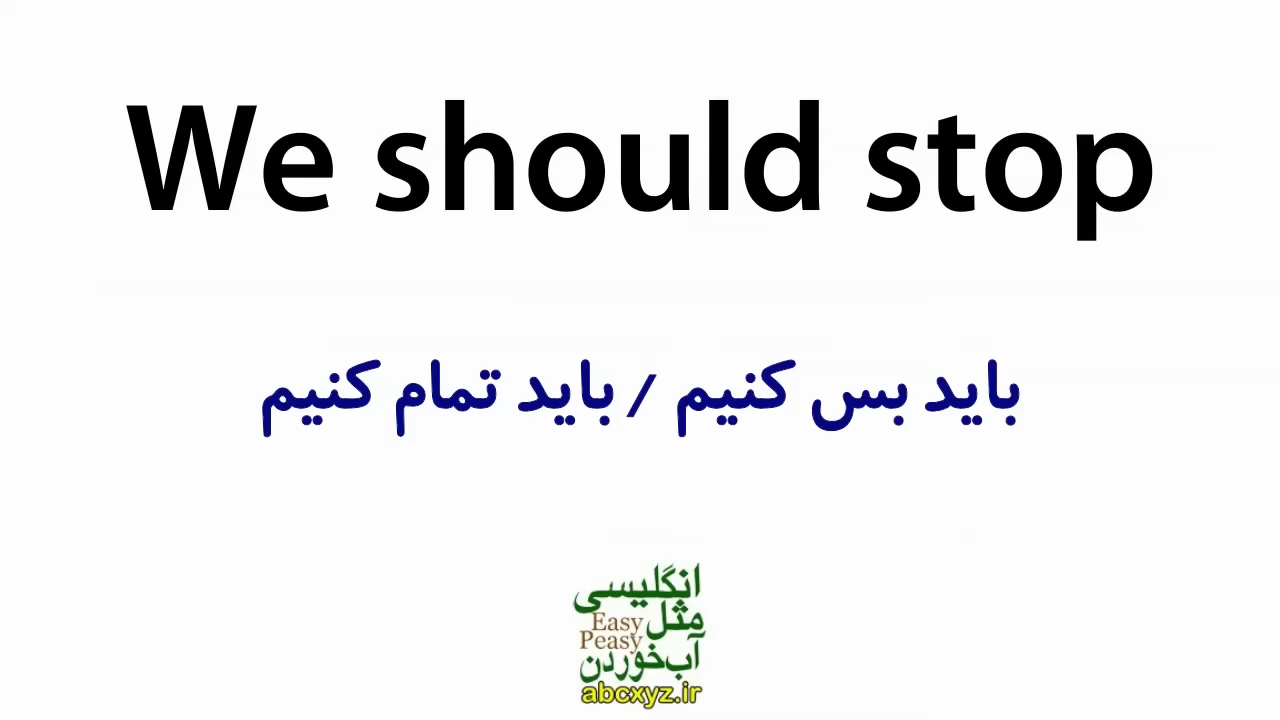 We should stop
باید بس کنیم / باید تمام کنیم
انگلیسی
مثل
Easy
Peasy
آب‌خوردن
abcxyz.ir